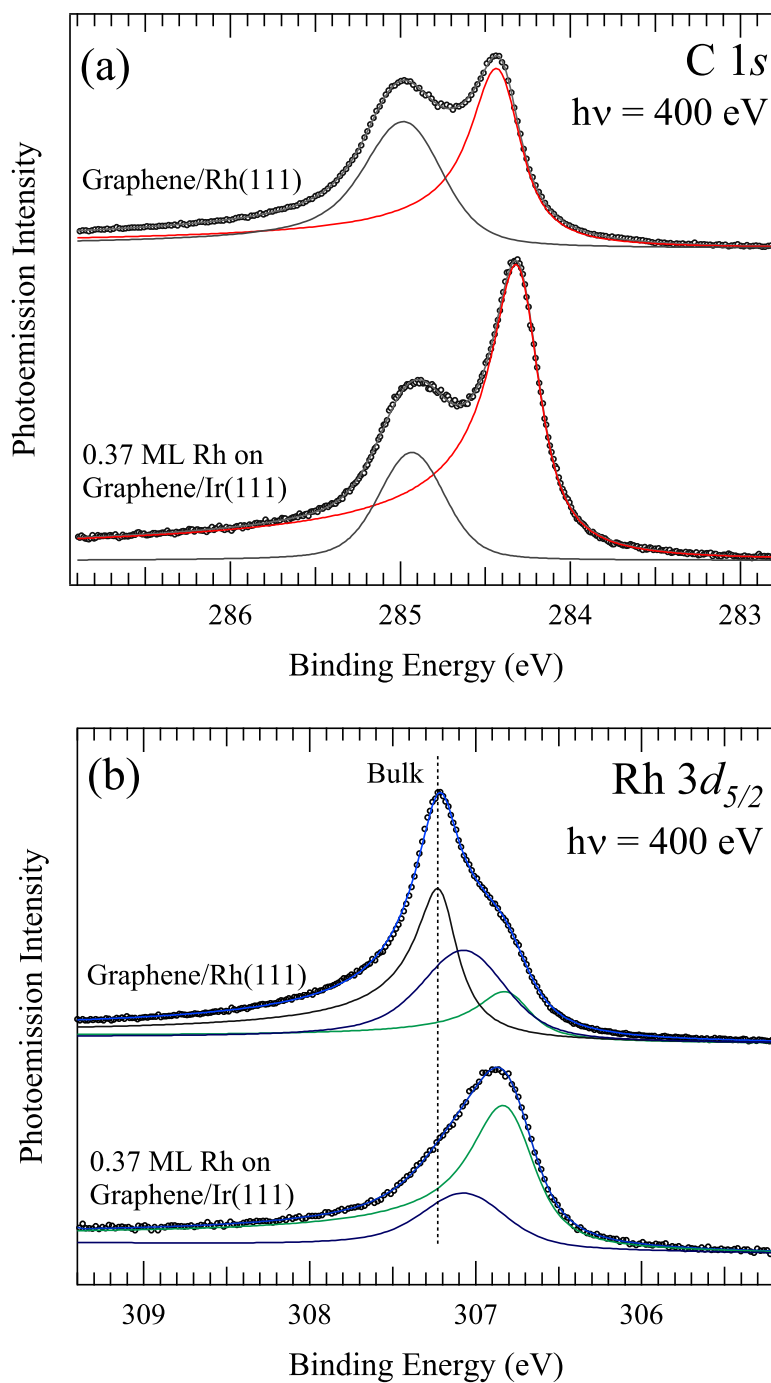 (a)
C 1s
hν = 400 eV
Graphene/Rh(111)
0.37 ML Rh on
Graphene/Ir(111)
Photoemission Intensity
286 285 284 283
Binding Energy (eV)
(b)
Bulk
Rh 3d5/2
hν = 400 eV
Graphene/Rh(111)
0.37 ML Rh on
Graphene/Ir(111)
Photoemission Intensity
309 308 307 306
Binding Energy (eV)